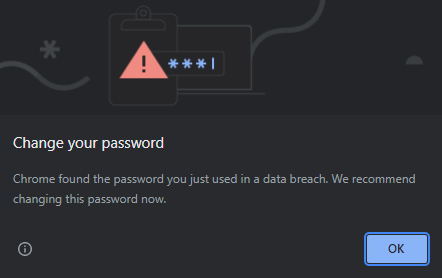 ***|
Change your password
Chrome found the password you just used in a data breach. We recommend
changing this password now.
OK